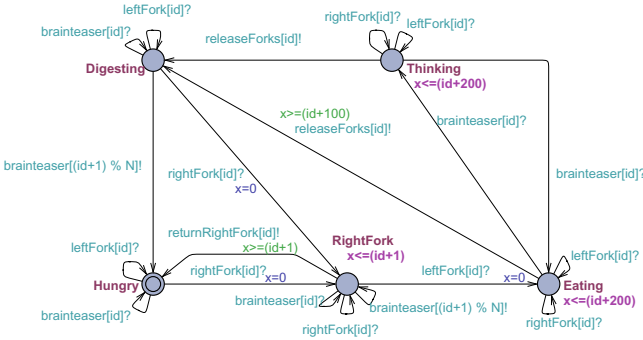 leftFork[id]?
rightFork[id]?
leftFork[id]?
brainteaser[id]?
releaseForks[id]!
Digesting
Thinking
x<=(id+200)
x>=(id+100)
releaseForks[id]!
brainteaser[id]?
brainteaser[(id+1) % N]!
rightFork[id]?
x=0
brainteaser[id]?
returnRightFork[id]!
x>=(id+1)
RightFork
x<=(id+1)
leftFork[id]?
rightFork[id]?
x=0
leftFork[id]?
x=0
leftFork[id]?
Hungry
Eating
x<=(id+200)
brainteaser[id]?
brainteaser[id]?
brainteaser[(id+1) % N]!
rightFork[id]?
rightFork[id]?